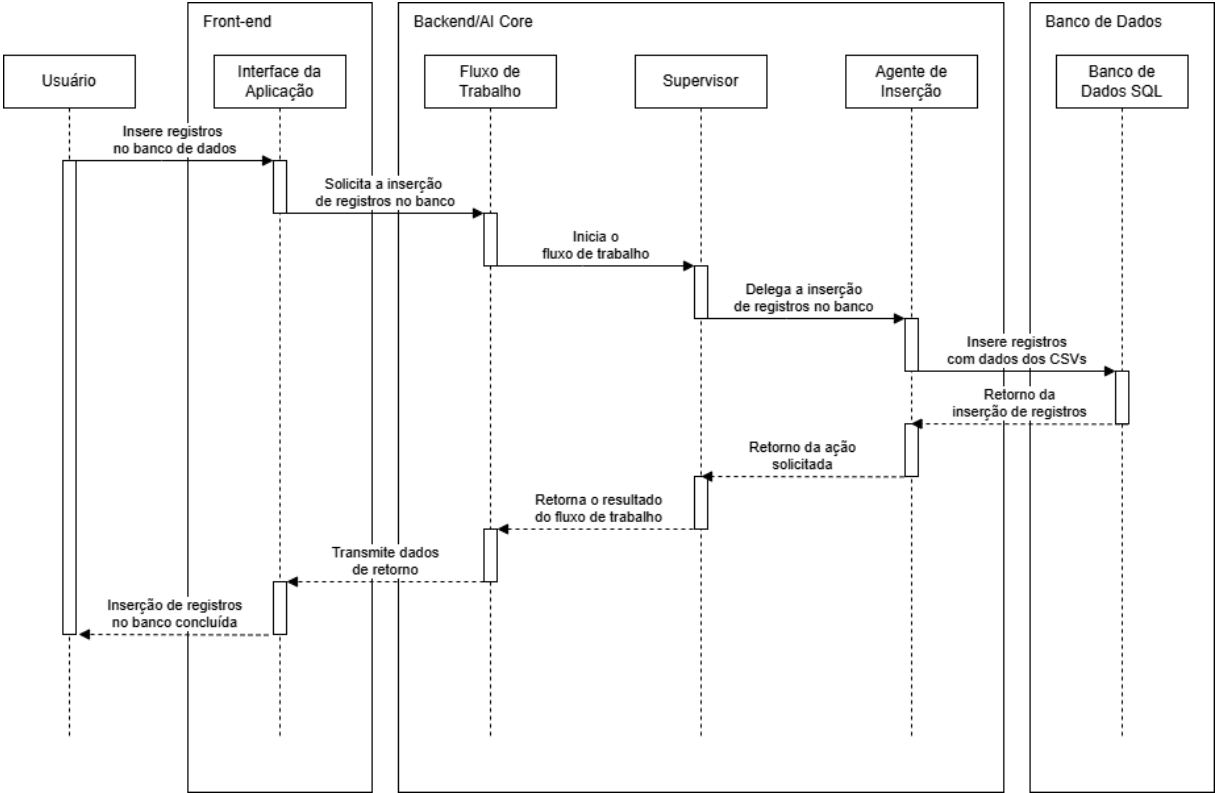 Front-end
Backend/AI Core
Banco de Dados
Usuário
Interface da
Aplicação
Fluxo de
Trabalho
Supervisor
Agente de
Inserção
Banco de
Dados SQL
Insere registros
no banco de dados
Solicita a inserção
de registros no banco
Inicia o
fluxo de trabalho
Delega a inserção
de registros no banco
Insere registros
com dados dos CSVs
Retorno da
inserção de registros
Retorno da ação
solicitada
Retorna o resultado
do fluxo de trabalho
Transmite dados
de retorno
Inserção de registros
no banco concluída